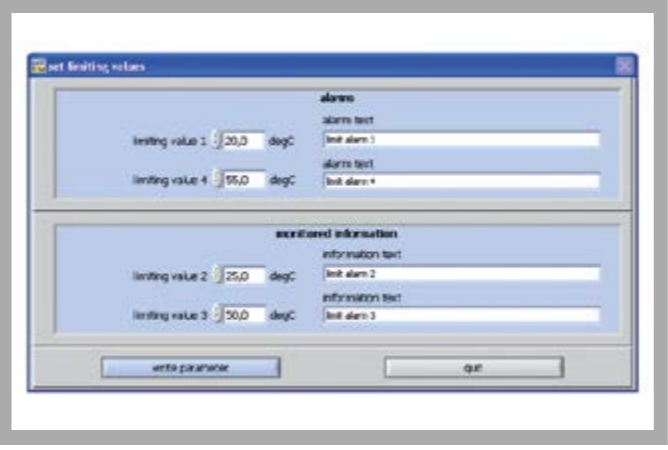 set limiting values
alarms
alarm text
limiting value 1 20,0 degC limit alarm 1
alarm text
limiting value 4 55,0 degC limit alarm 4
monitored information
information text
limiting value 2 25,0 degC limit alarm 2
information text
limiting value 3 50,0 degC limit alarm 3
write parameter quit